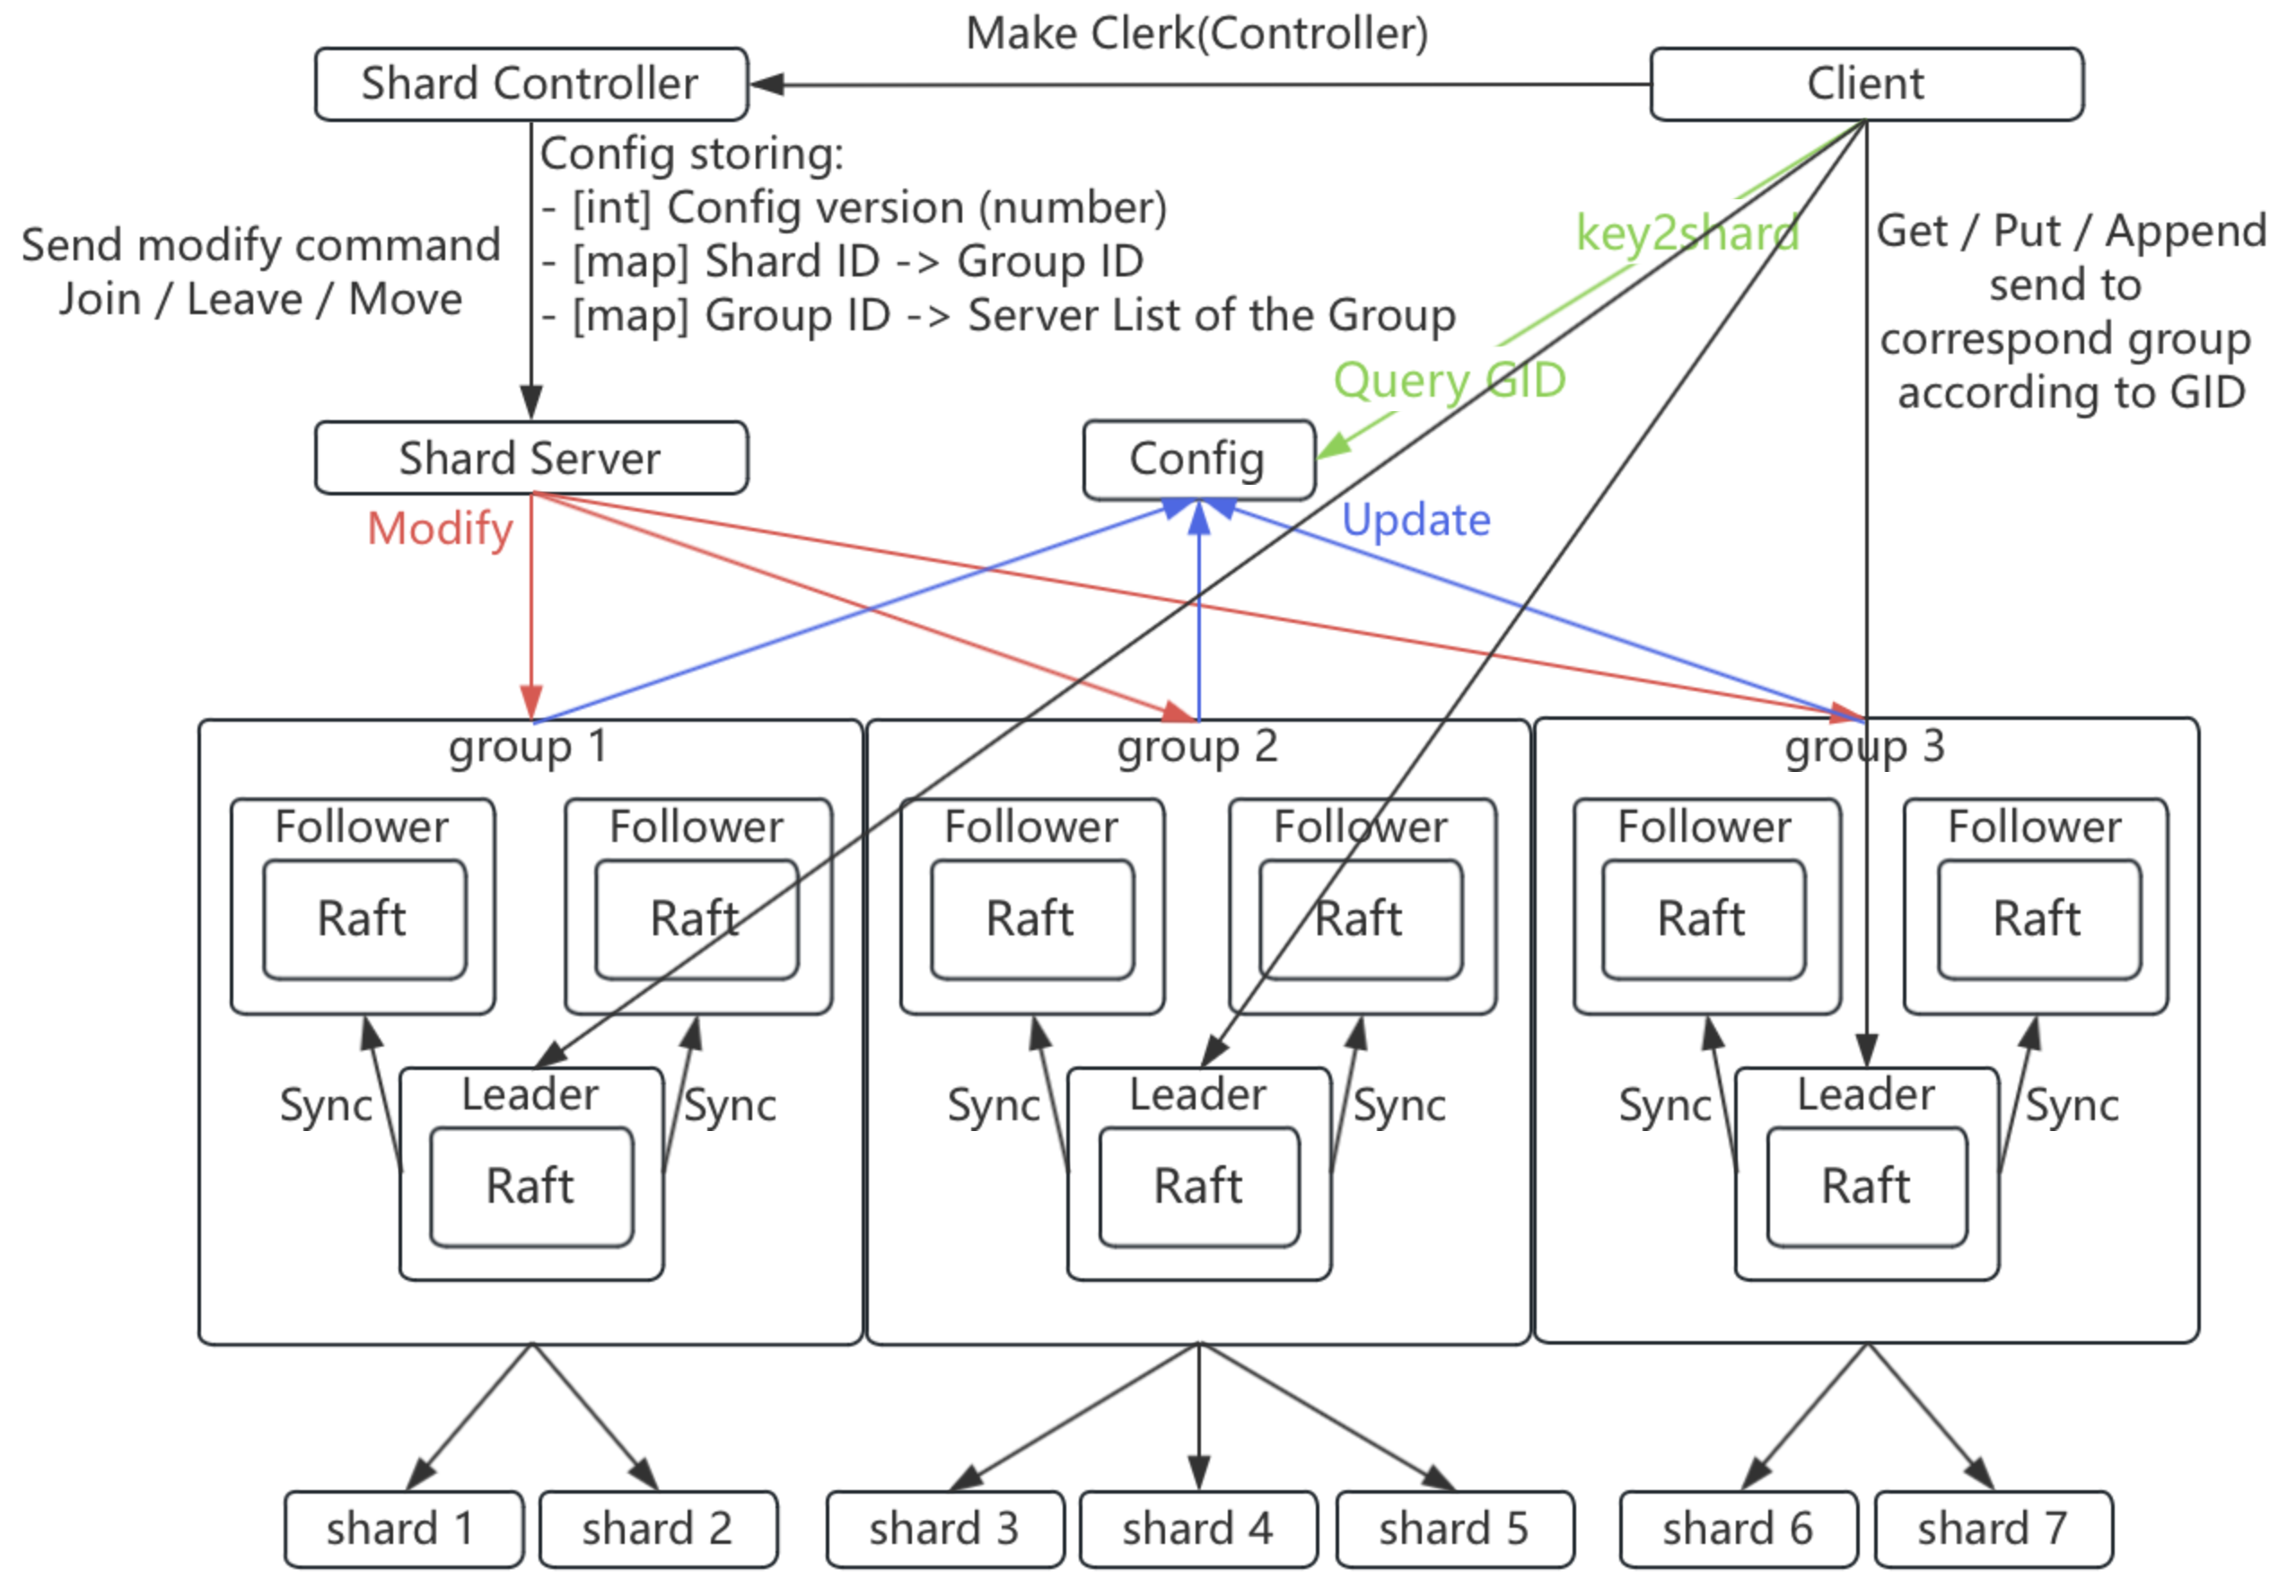 Make Clerk(Controller)
Shard Controller
Client
Config storing:
- [int] Config version (number)
- [map] Shard ID -> Group ID
- [map] Group ID -> Server List of the Group
Send modify command
Join / Leave / Move
key2shard
Query GID
Get / Put / Append
send to
correspond group
according to GID
Shard Server
Config
Modify
Update
group 1
group 2
group 3
Follower
Follower
Follower
Follower
Follower
Follower
Raft
Raft
Raft
Raft
Raft
Raft
Sync
Leader
Sync
Sync
Leader
Sync
Sync
Leader
Sync
Raft
Raft
Raft
shard 1
shard 2
shard 3
shard 4
shard 5
shard 6
shard 7